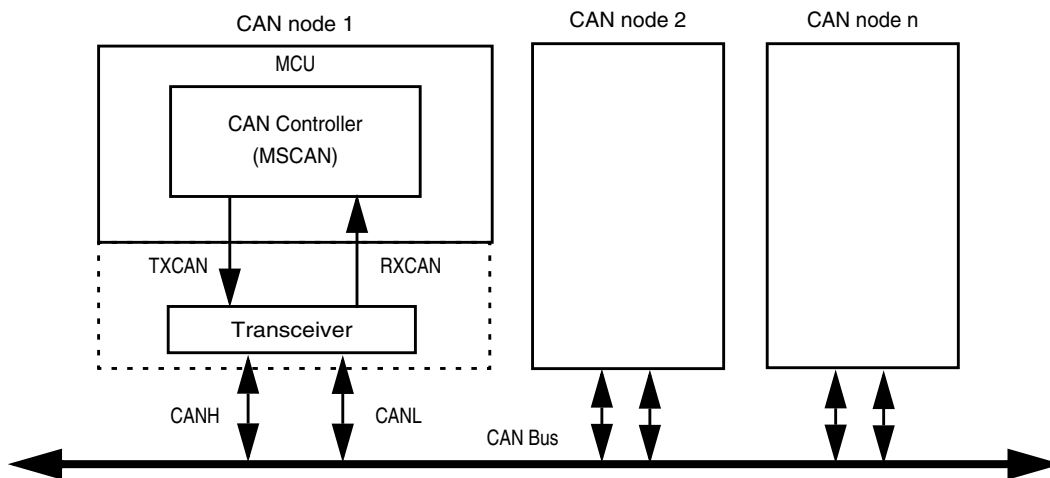 CAN node 1
CAN node 2
CAN node n
MCU
CAN Controller
(MSCAN)
TXCAN
RXCAN
Transceiver
CANH
CANL
CAN Bus